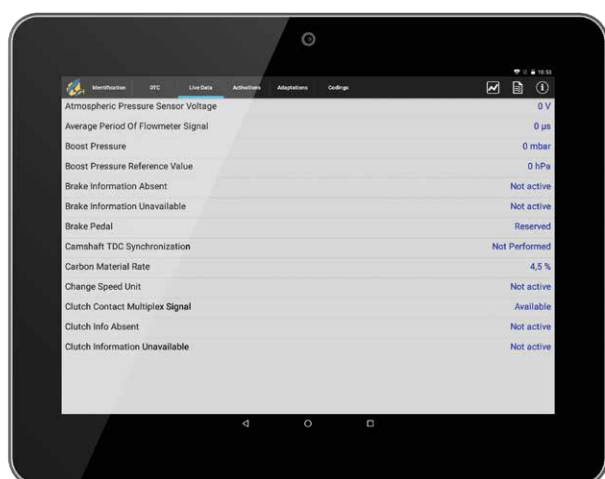 18:53
Identification DTC Live Data Activations Adaptations Codings
Atmospheric Pressure Sensor Voltage 0 V
Average Period Of Flowmeter Signal 0 µs
Boost Pressure 0 mbar
Boost Pressure Reference Value 0 hPa
Brake Information Absent Not active
Brake Information Unavailable Not active
Brake Pedal Reserved
Camshaft TDC Synchronization Not Performed
Carbon Material Rate 4,5 %
Change Speed Unit Not active
Clutch Contact Multiplex Signal Available
Clutch Info Absent Not active
Clutch Information Unavailable Not active